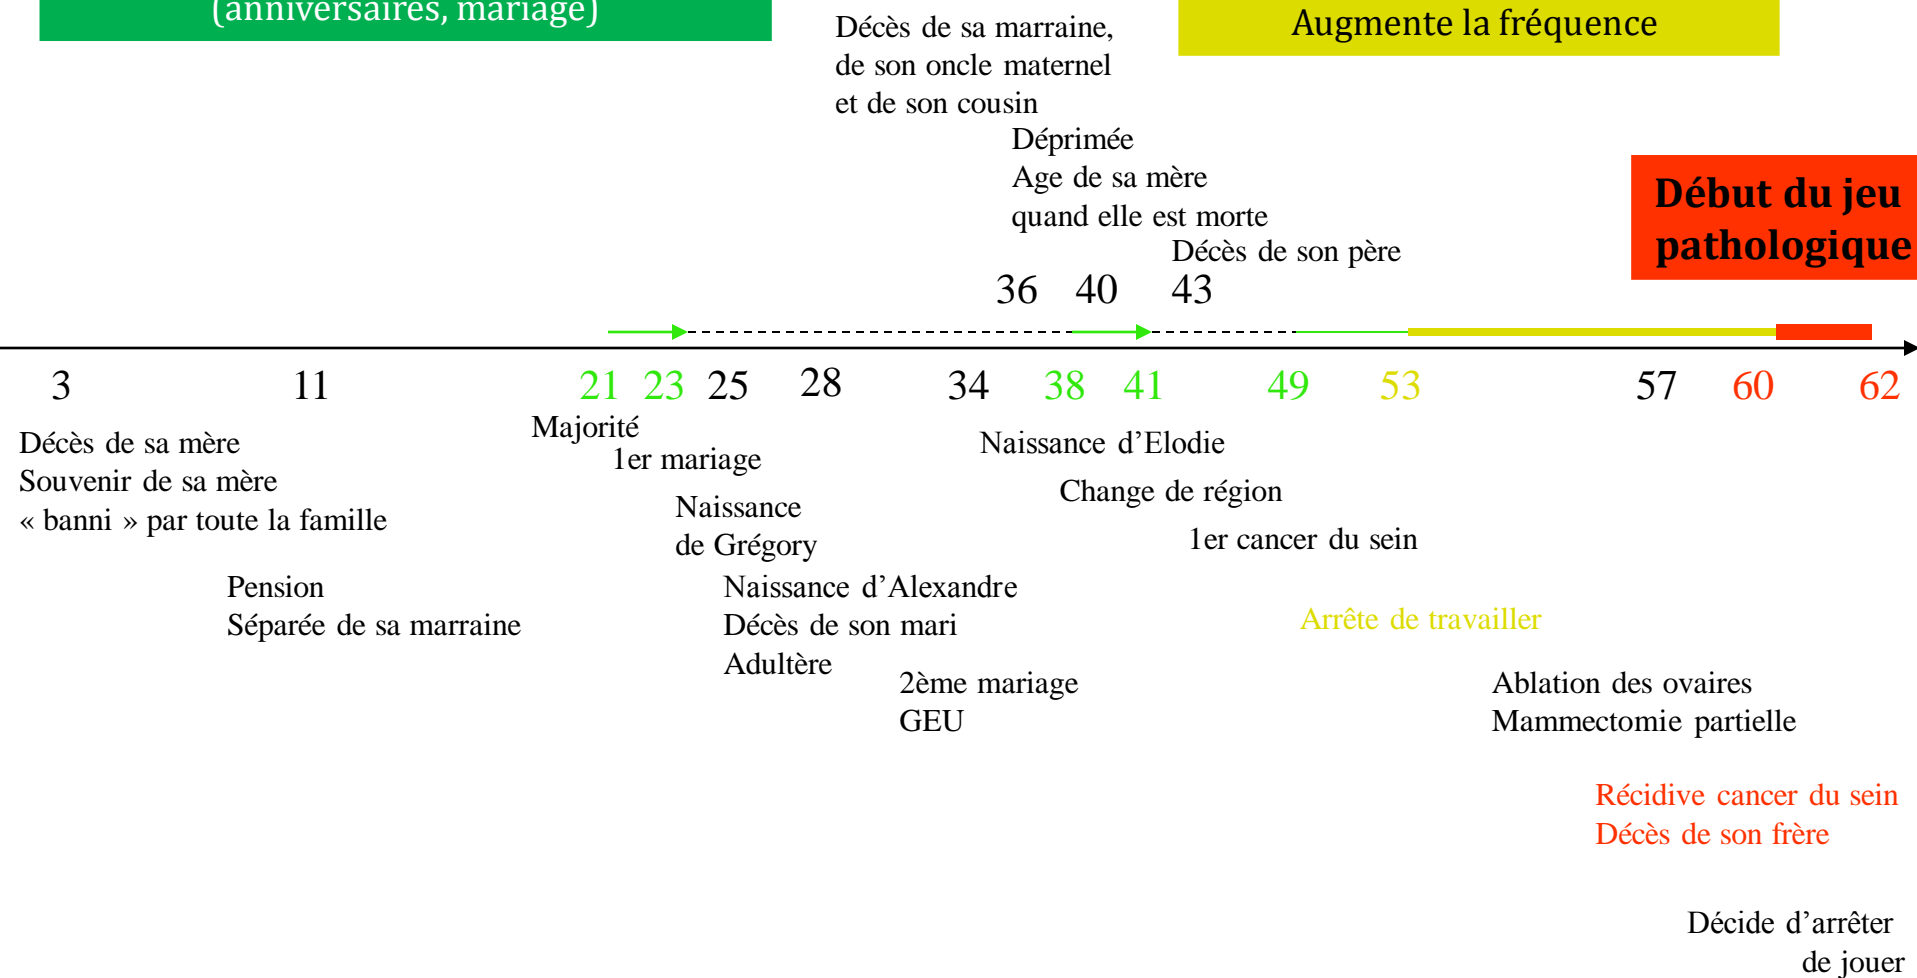 (anniversaires, mariage)
Augmente la fréquence
Décès de sa marraine,
de son oncle maternel
et de son cousin
Déprimée
Age de sa mère
quand elle est morte
Décès de son père
Début du jeu
pathologique
36 40 43
3 11 21 23 25 28 34 38 41 49 53 57 60 62
Décès de sa mère
Souvenir de sa mère
« banni » par toute la famille
Pension
Séparée de sa marraine
Majorité
1er mariage
Naissance
de Grégory
Naissance d’Alexandre
Décès de son mari
Adultère
2ème mariage
GEU
Naissance d’Elodie
Change de région
1er cancer du sein
Arrête de travailler
Ablation des ovaires
Mammectomie partielle
Récidive cancer du sein
Décès de son frère
Décide d’arrêter
de jouer